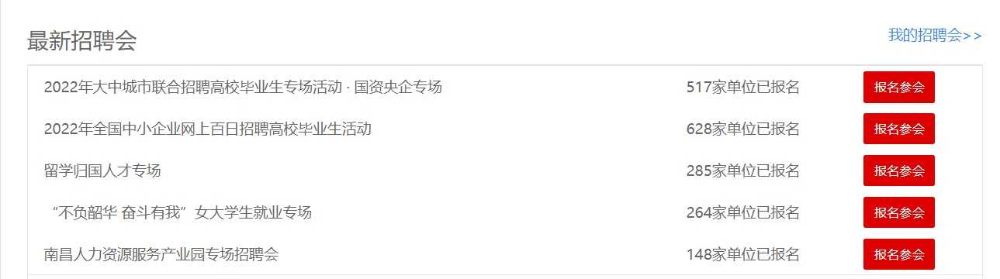 最新招聘会
我的招聘会>>
2022年大中城市联合招聘高校毕业生专场活动 · 国资央企专场 517家单位已报名 报名参会
2022年全国中小企业网上百日招聘高校毕业生活动 628家单位已报名 报名参会
留学归国人才专场 285家单位已报名 报名参会
“不负韶华 奋斗有我”女大学生就业专场 264家单位已报名 报名参会
南昌人力资源服务产业园专场招聘会 148家单位已报名 报名参会